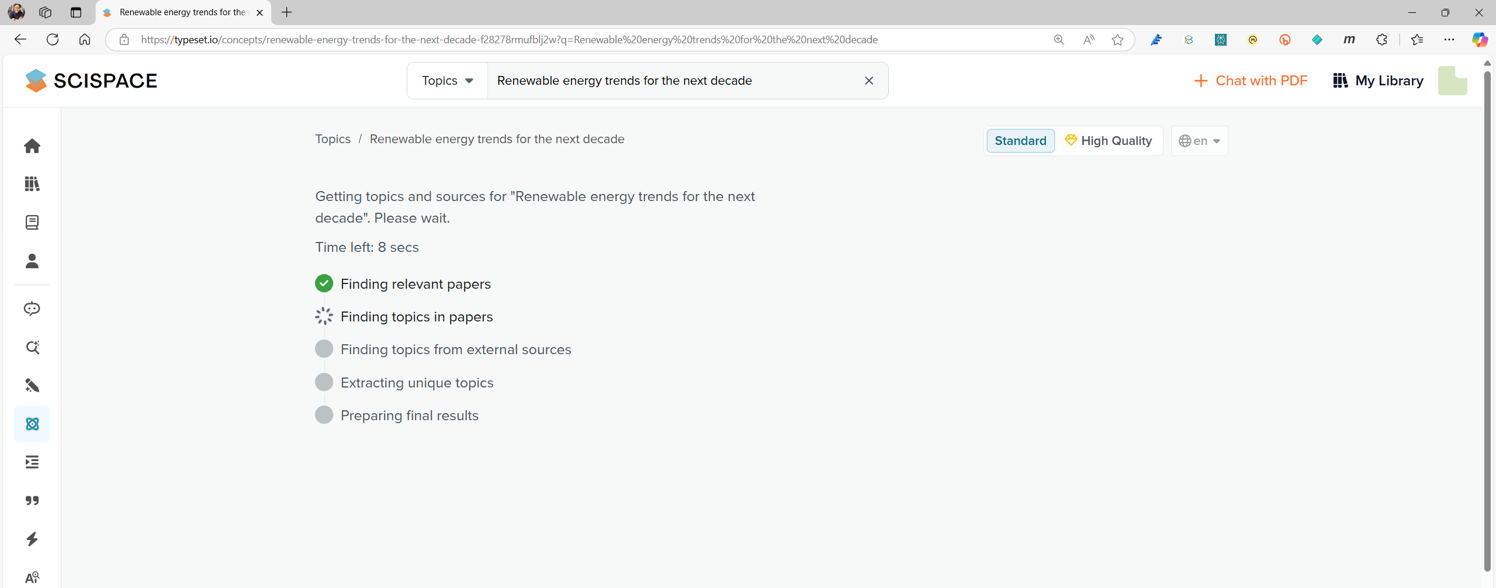 Renewable energy trends for the
https://typeset.io/concepts/renewable-energy-trends-for-the-next-decade-f28278rmufblj2w?q=Renewable%20energy%20trends%20for%20the%20next%20decade
SCISPACE
Topics
Renewable energy trends for the next decade
Chat with PDF
My Library
Topics / Renewable energy trends for the next decade
Standard
High Quality
en
Getting topics and sources for "Renewable energy trends for the next
decade". Please wait.
Time left: 8 secs
Finding relevant papers
Finding topics in papers
Finding topics from external sources
Extracting unique topics
Preparing final results